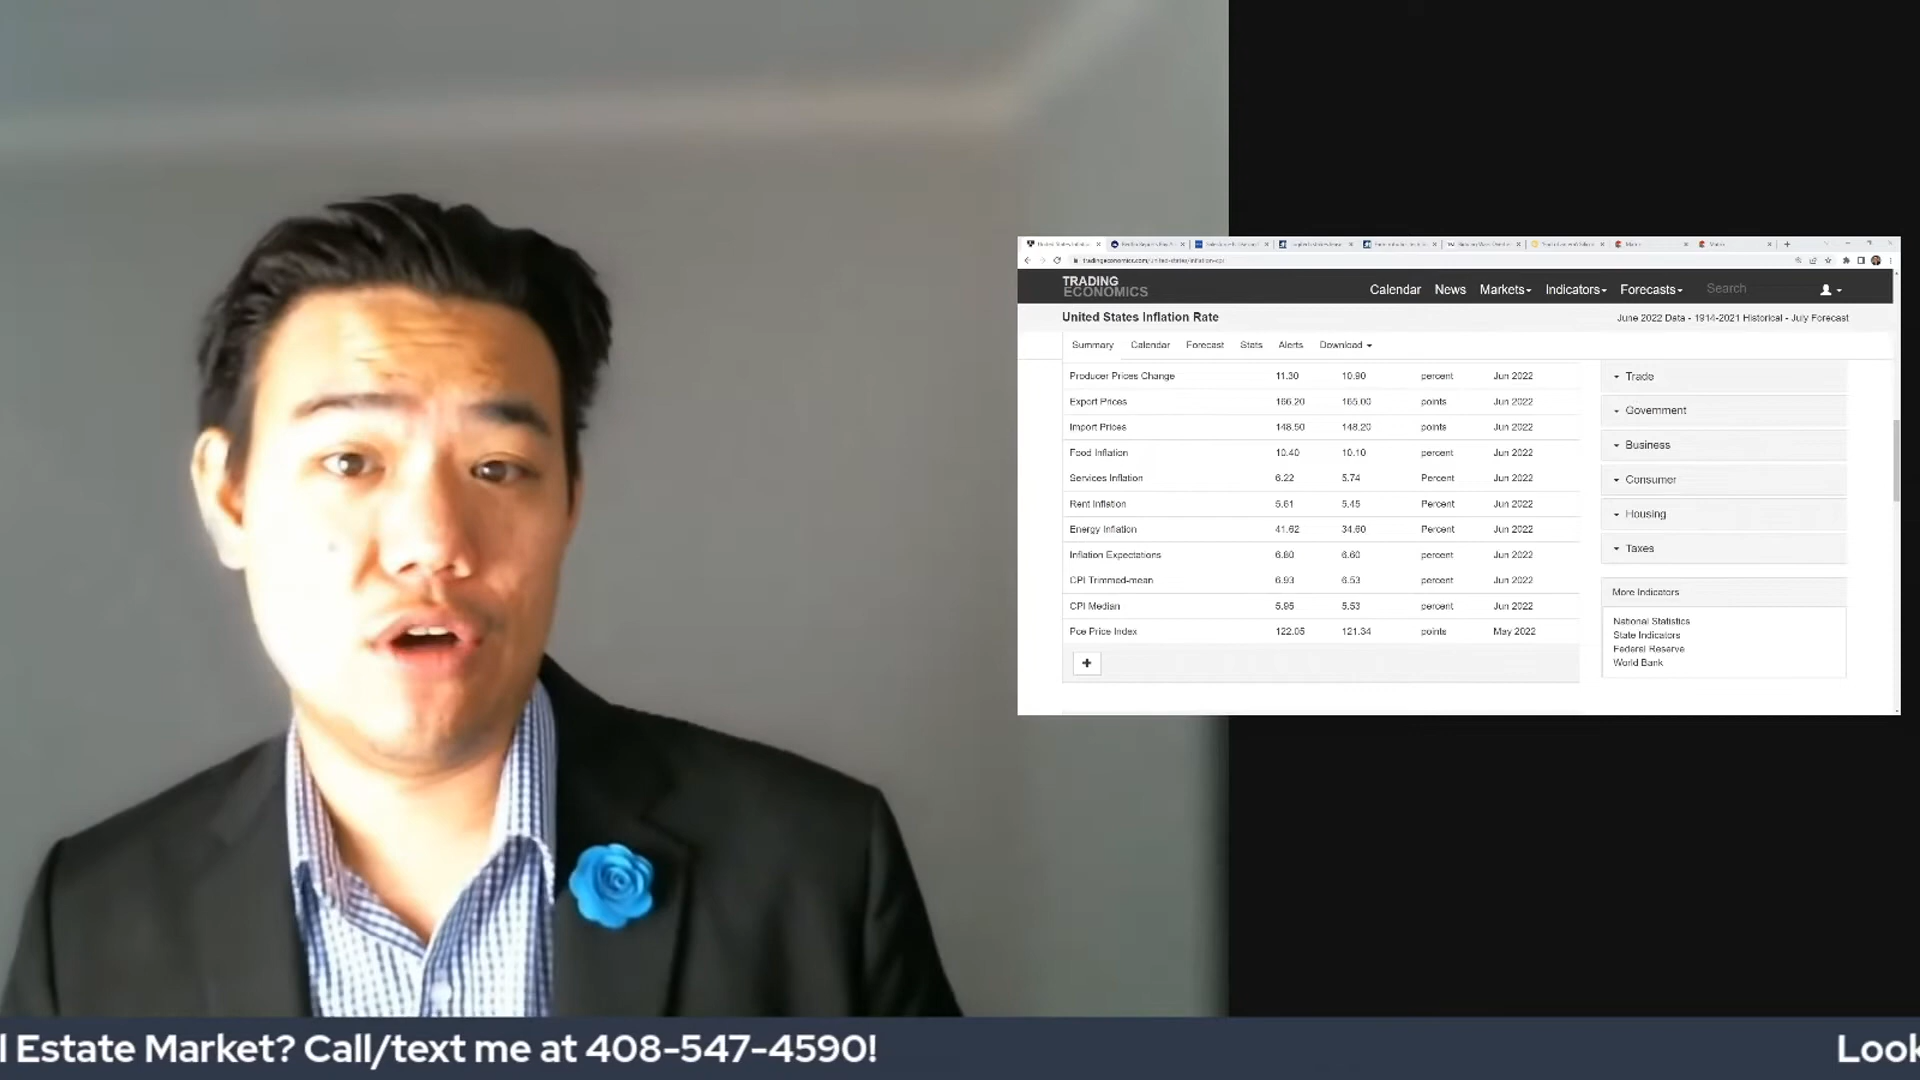 tradingeconomics.com/united-states/inflation-cpi
TRADING
ECONOMICS
Calendar News Markets Indicators Forecasts Search
United States Inflation Rate
June 2022 Data - 1914-2021 Historical - July Forecast
Summary Calendar Forecast Stats Alerts Download
Producer Prices Change 11.30 10.90 percent Jun 2022
Export Prices 166.20 165.00 points Jun 2022
Import Prices 148.50 148.20 points Jun 2022
Food Inflation 10.40 10.10 percent Jun 2022
Services Inflation 6.22 5.74 Percent Jun 2022
Rent Inflation 5.61 5.45 Percent Jun 2022
Energy Inflation 41.62 34.60 Percent Jun 2022
Inflation Expectations 6.80 6.60 percent Jun 2022
CPI Trimmed-mean 6.93 6.53 percent Jun 2022
CPI Median 5.95 5.53 percent Jun 2022
Pce Price Index 122.05 121.34 points May 2022
+
Trade
Government
Business
Consumer
Housing
Taxes
More Indicators
National Statistics
State Indicators
Federal Reserve
World Bank
l Estate Market? Call/text me at 408-547-4590!
Look